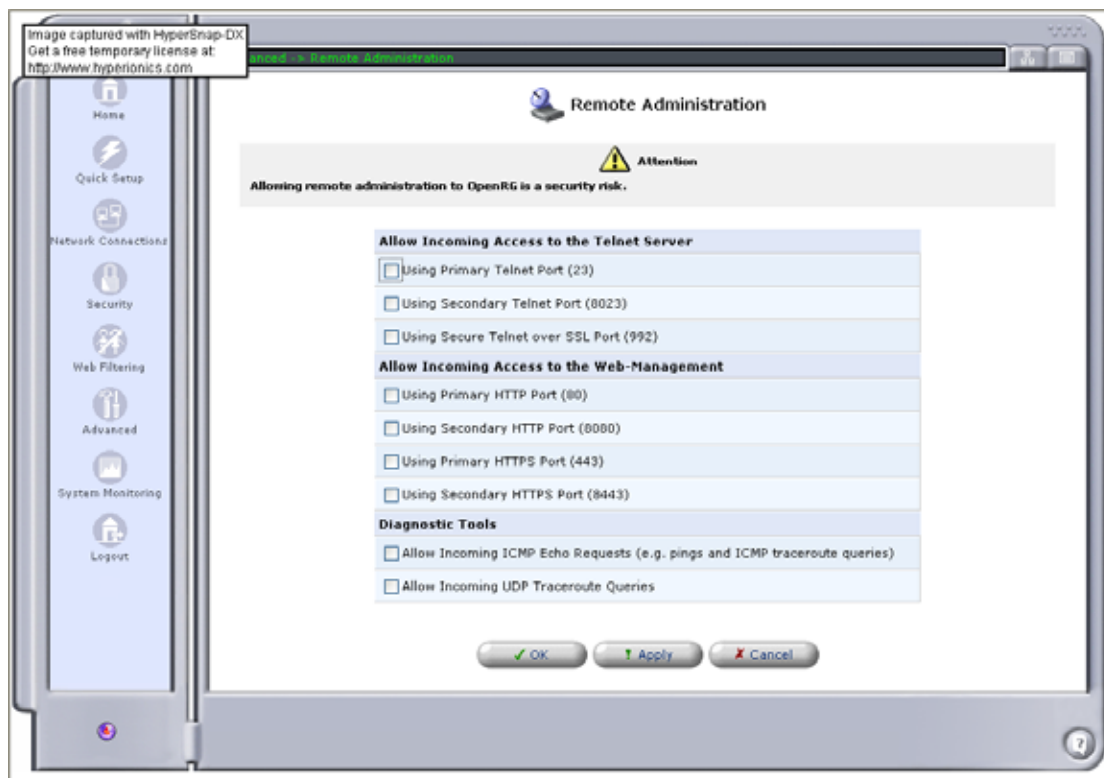 Image captured with HyperSnap-DX
Get a free temporary license at:
http://www.hyperionics.com
anced -> Remote Administration
Home
Quick Setup
Network Connections
Security
Web Filtering
Advanced
System Monitoring
Logout
Remote Administration
Attention
Allowing remote administration to OpenRG is a security risk.
Allow Incoming Access to the Telnet Server
Using Primary Telnet Port (23)
Using Secondary Telnet Port (8023)
Using Secure Telnet over SSL Port (992)
Allow Incoming Access to the Web-Management
Using Primary HTTP Port (80)
Using Secondary HTTP Port (8080)
Using Primary HTTPS Port (443)
Using Secondary HTTPS Port (8443)
Diagnostic Tools
Allow Incoming ICMP Echo Requests (e.g. pings and ICMP traceroute queries)
Allow Incoming UDP Traceroute Queries
OK
Apply
Cancel
?